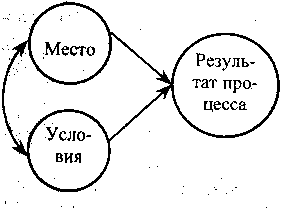 Место
Резуль-
тат про-
цесса
Усло-
вия